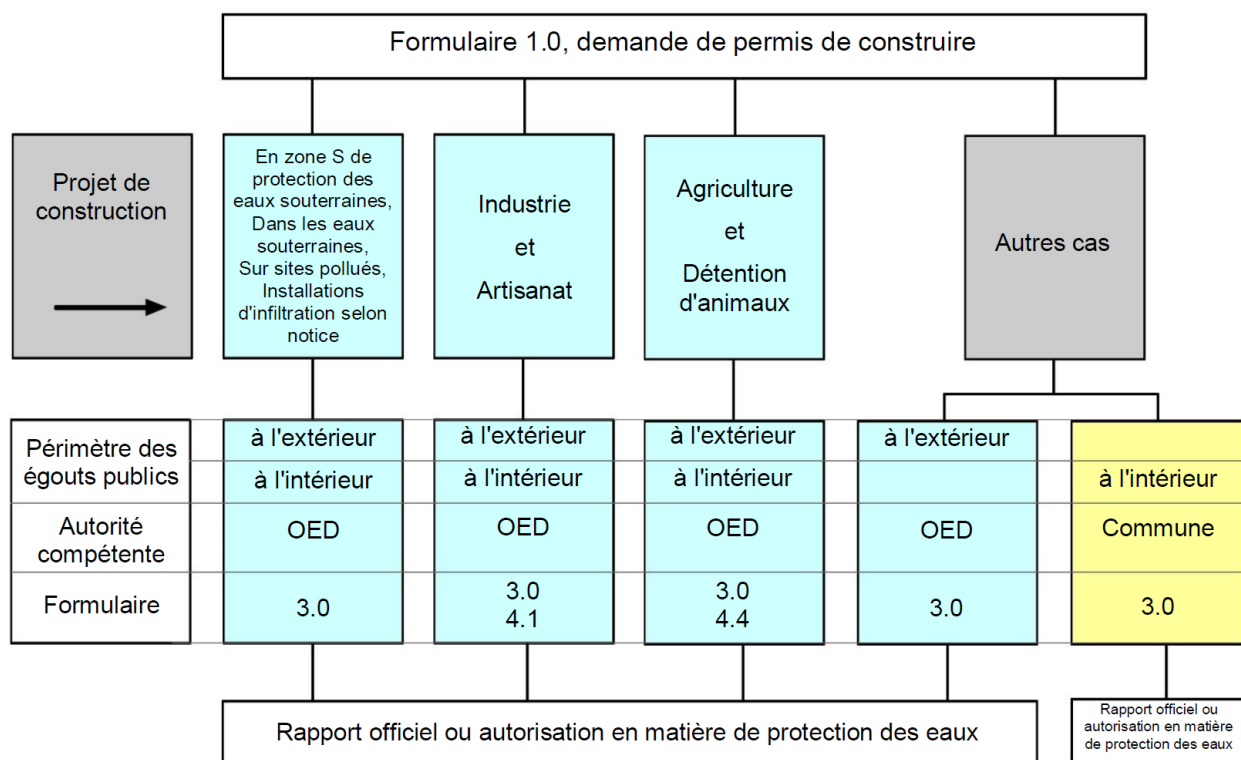 Formulaire 1.0, demande de permis de construire
Projet de
construction
En zone S de
protection des
eaux souterraines,
Dans les eaux
souterraines,
Sur sites pollués,
Installations
d'infiltration selon
notice
Industrie
et
Artisanat
Agriculture
et
Détention
d'animaux
Autres cas
Périmètre des
égouts publics
à l'extérieur
à l'extérieur
à l'extérieur
à l'extérieur
à l'intérieur
à l'intérieur
à l'intérieur
à l'intérieur
Autorité
compétente
OED
OED
OED
OED
Commune
Formulaire
3.0
3.0
4.1
3.0
4.4
3.0
3.0
Rapport officiel ou autorisation en matière de protection des eaux
Rapport officiel ou
autorisation en matière
de protection des eaux